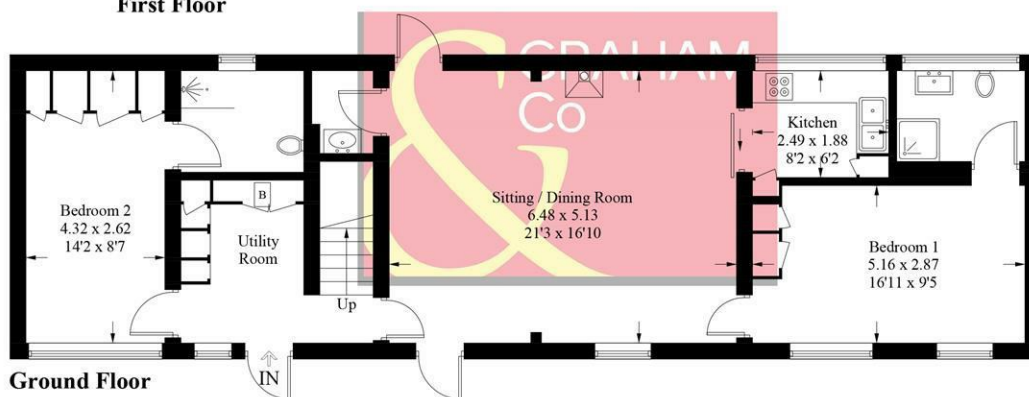 First Floor
GRAHAM
Co
Kitchen
2.49 x 1.88
8'2 x 6'2
B
Bedroom 2
4.32 x 2.62
14'2 x 8'7
Utility
Room
Sitting / Dining Room
6.48 x 5.13
21'3 x 16'10
Bedroom 1
5.16 x 2.87
16'11 x 9'5
Up
IN
Ground Floor
&